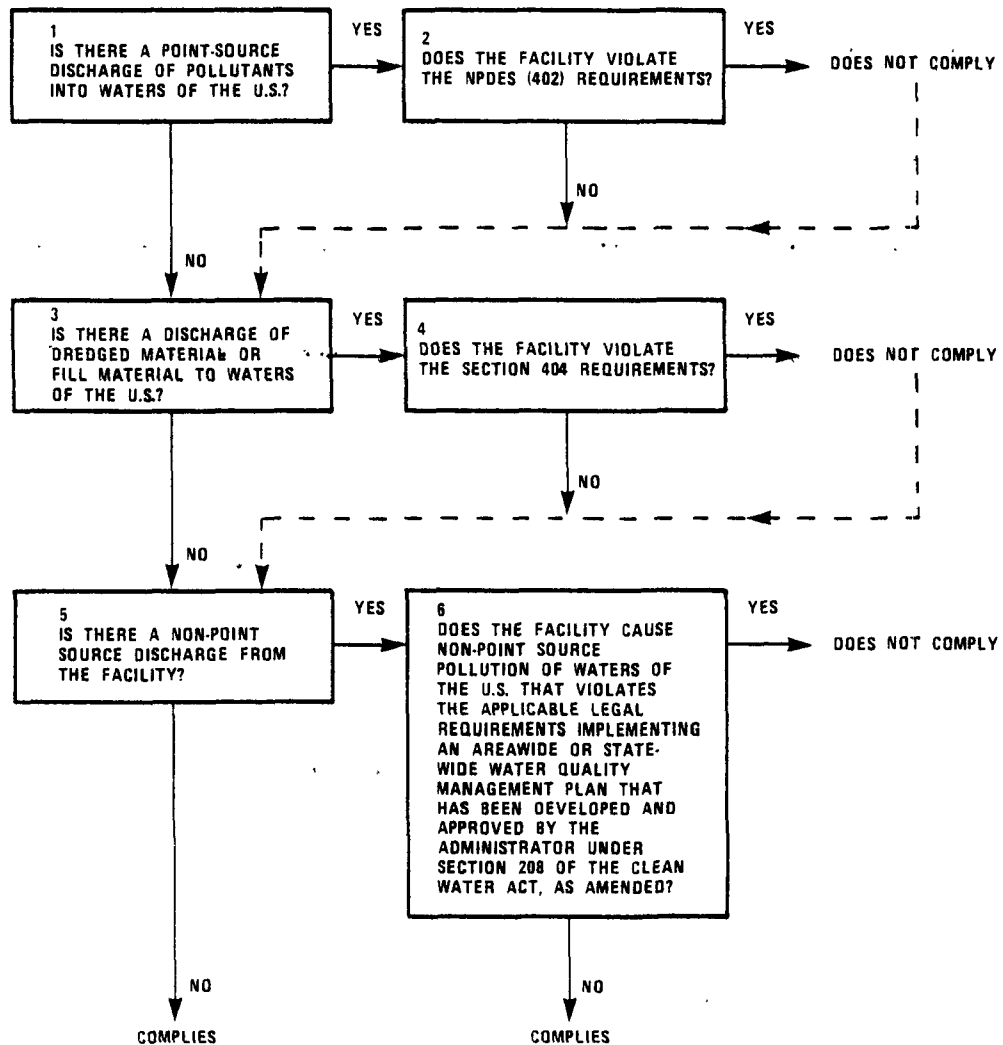 1
IS THERE A POINT-SOURCE
DISCHARGE OF POLLUTANTS
INTO WATERS OF THE U.S.?
YES
2
DOES THE FACILITY VIOLATE
THE NPDES (402) REQUIREMENTS?
YES
DOES NOT COMPLY
NO
NO
3
IS THERE A DISCHARGE OF
DREDGED MATERIAL OR
FILL MATERIAL TO WATERS
OF THE U.S.?
YES
4
DOES THE FACILITY VIOLATE
THE SECTION 404 REQUIREMENTS?
YES
DOES NOT COMPLY
NO
NO
5
IS THERE A NON-POINT
SOURCE DISCHARGE FROM
THE FACILITY?
YES
6
DOES THE FACILITY CAUSE
NON-POINT SOURCE
POLLUTION OF WATERS OF
THE U.S. THAT VIOLATES
THE APPLICABLE LEGAL
REQUIREMENTS IMPLEMENTING
AN AREAWIDE OR STATE-
WIDE WATER QUALITY
MANAGEMENT PLAN THAT
HAS BEEN DEVELOPED AND
APPROVED BY THE
ADMINISTRATOR UNDER
SECTION 208 OF THE CLEAN
WATER ACT, AS AMENDED?
YES
DOES NOT COMPLY
NO
COMPLIES
NO
COMPLIES